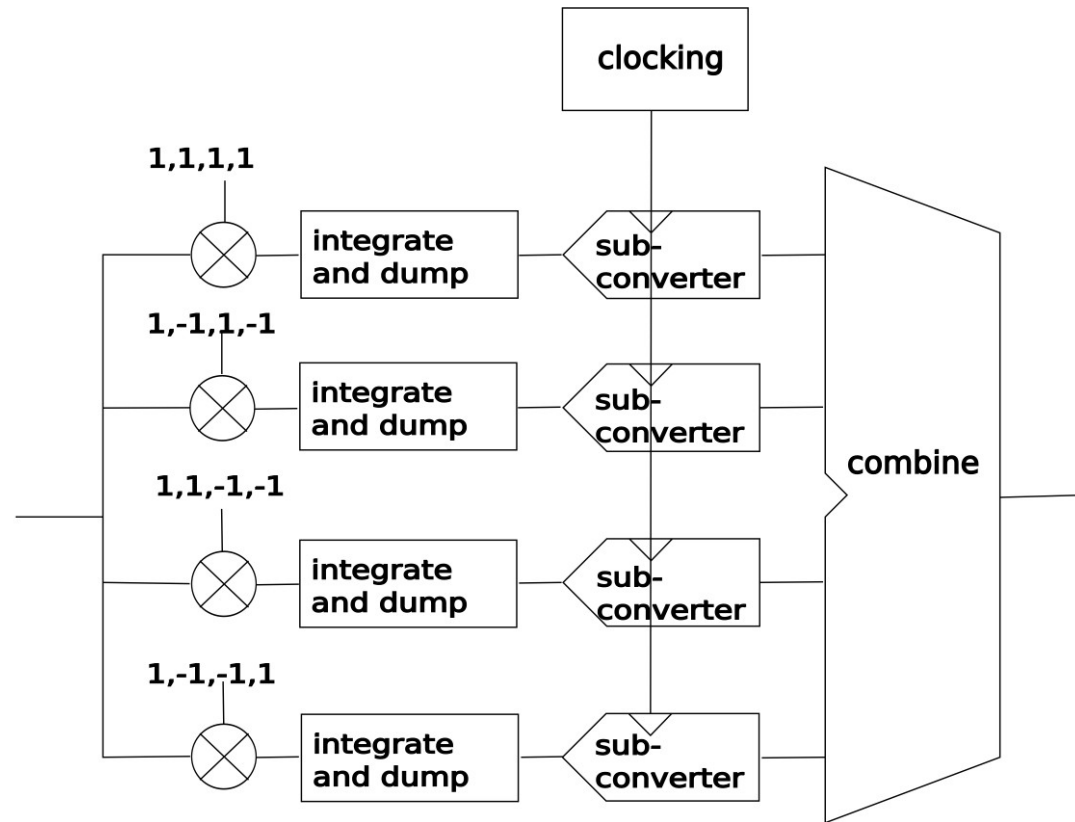 clocking
1,1,1,1
integrate
and dump
sub-
converter
1,-1,1,-1
integrate
and dump
sub-
converter
combine
1,1,-1,-1
integrate
and dump
sub-
converter
1,-1,-1,1
integrate
and dump
sub-
converter